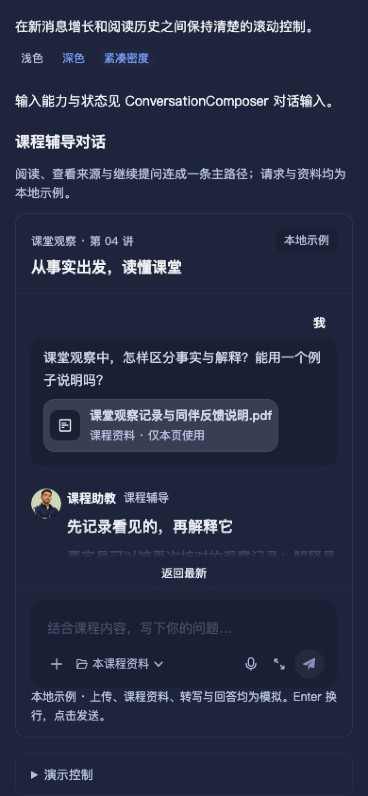 在新消息增长和阅读历史之间保持清楚的滚动控制。
浅色 深色 紧凑密度
输入能力与状态见 ConversationComposer 对话输入。
课程辅导对话
阅读、查看来源与继续提问连成一条主路径；请求与资料均为
本地示例。
课堂观察 · 第 04 讲 本地示例
从事实出发，读懂课堂
我
课堂观察中，怎样区分事实与解释？能用一个例
子说明吗？
课堂观察记录与同伴反馈说明.pdf
课程资料 · 仅本页使用
课程助教 课程辅导
先记录看见的，再解释它
返回最新
结合课程内容，写下你的问题...
本课程资料
本地示例 · 上传、课程资料、转写与回答均为模拟。Enter 换
行，点击发送。
演示控制